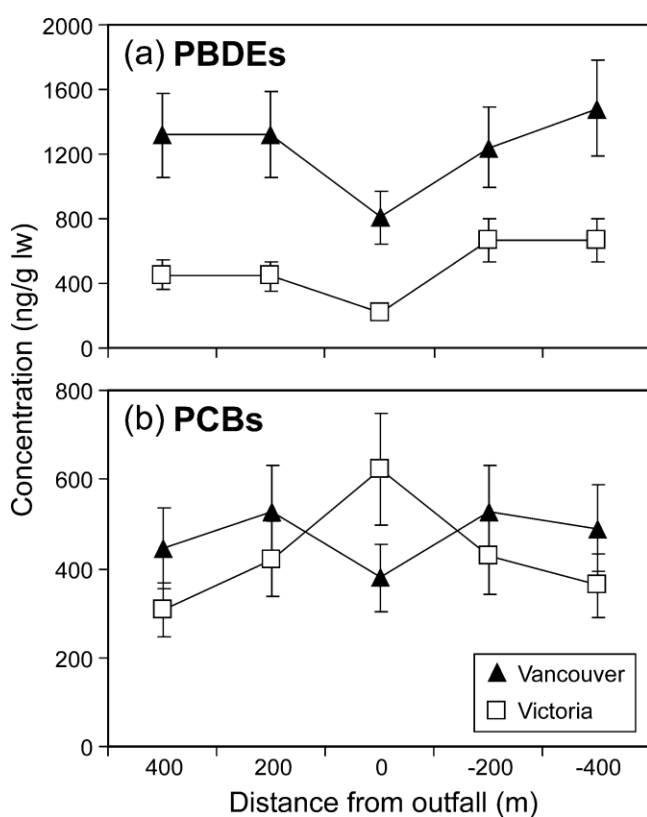 2000
(a) PBDEs
1600
1200
800
400
0
Concentration (ng/g lw)
800
(b) PCBs
600
400
200
0
Vancouver
Victoria
400 200 0 -200 -400
Distance from outfall (m)